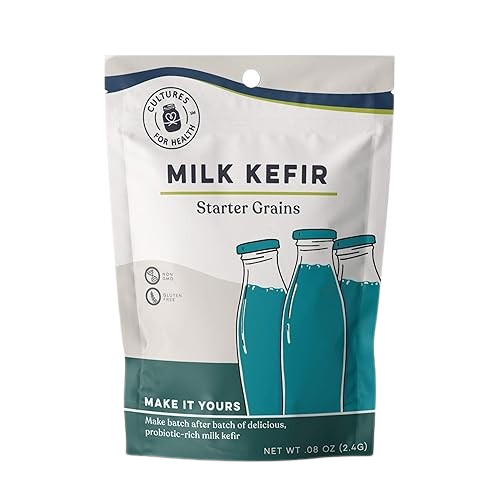 CULTURES
FOR HEALTH
MILK KEFIR
Starter Grains
NON
GMO
GLUTEN
FREE
MAKE IT YOURS
Make batch after batch of delicious,
probiotic-rich milk kefir
NET WT .08 OZ (2.4G)